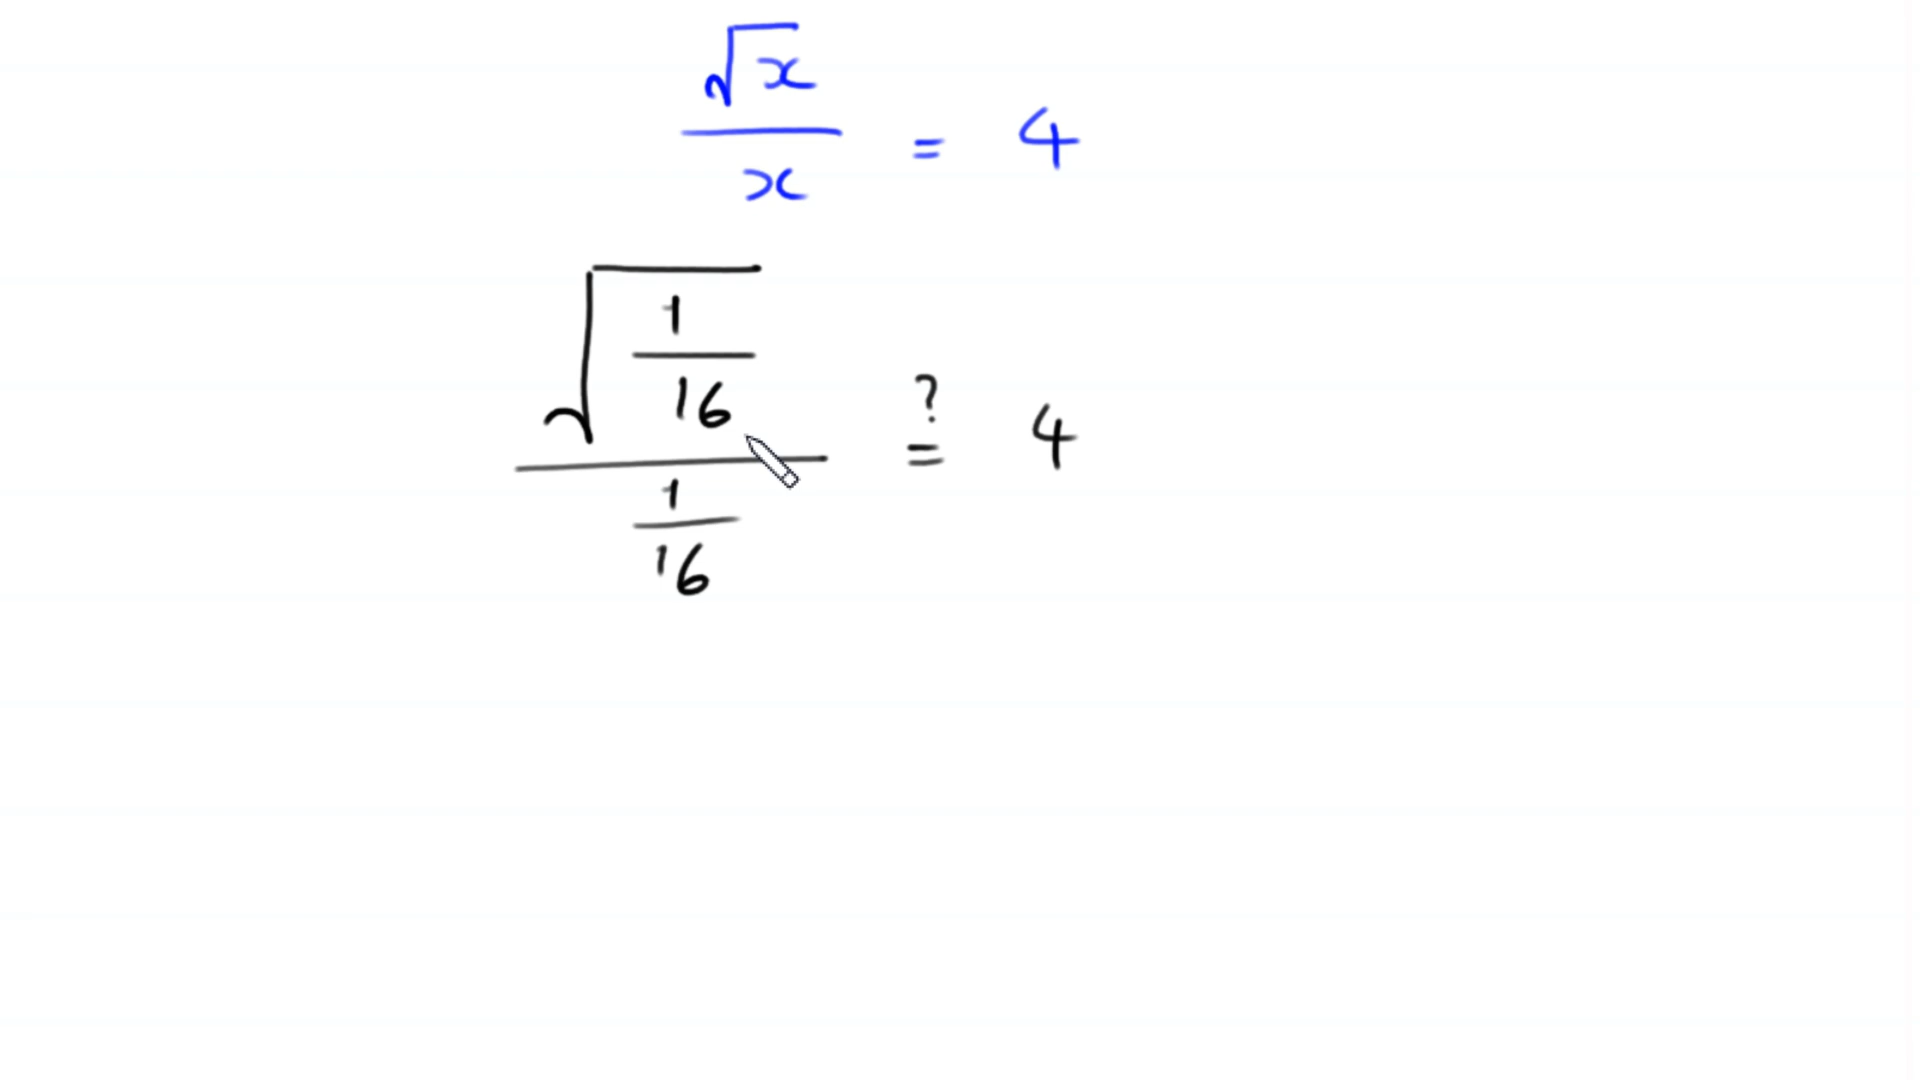 √x / x = 4
√(1/16) / (1/16) ?= 4